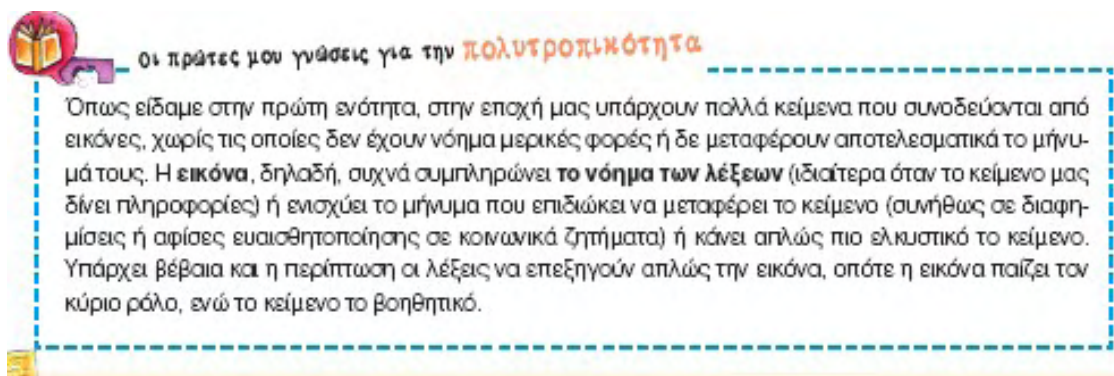 οι πρώτες μου γνώσεις για την πολυτροπικότητα
Όπως είδαμε στην πρώτη ενότητα, στην εποχή μας υπάρχουν πολλά κείμενα που συνοδεύονται από
εικόνες, χωρίς τις οποίες δεν έχουν νόημα μερικές φορές ή δε μεταφέρουν αποτελεσματικά το μήνυ-
μά τους. Η εικόνα, δηλαδή, συχνά συμπληρώνει το νόημα των λέξεων (ιδιαίτερα όταν το κείμενο μας
δίνει πληροφορίες) ή ενισχύει το μήνυμα που επιδιώκει να μεταφέρει το κείμενο (συνήθως σε διαφη-
μίσεις ή αφίσες ευαισθητοποίησης σε κοινωνικά ζητήματα) ή κάνει απλώς πιο ελκυστικό το κείμενο.
Υπάρχει βέβαια και η περίπτωση οι λέξεις να επεξηγούν απλώς την εικόνα, οπότε η εικόνα παίζει τον
κύριο ρόλο, ενώ το κείμενο το βοηθητικό.